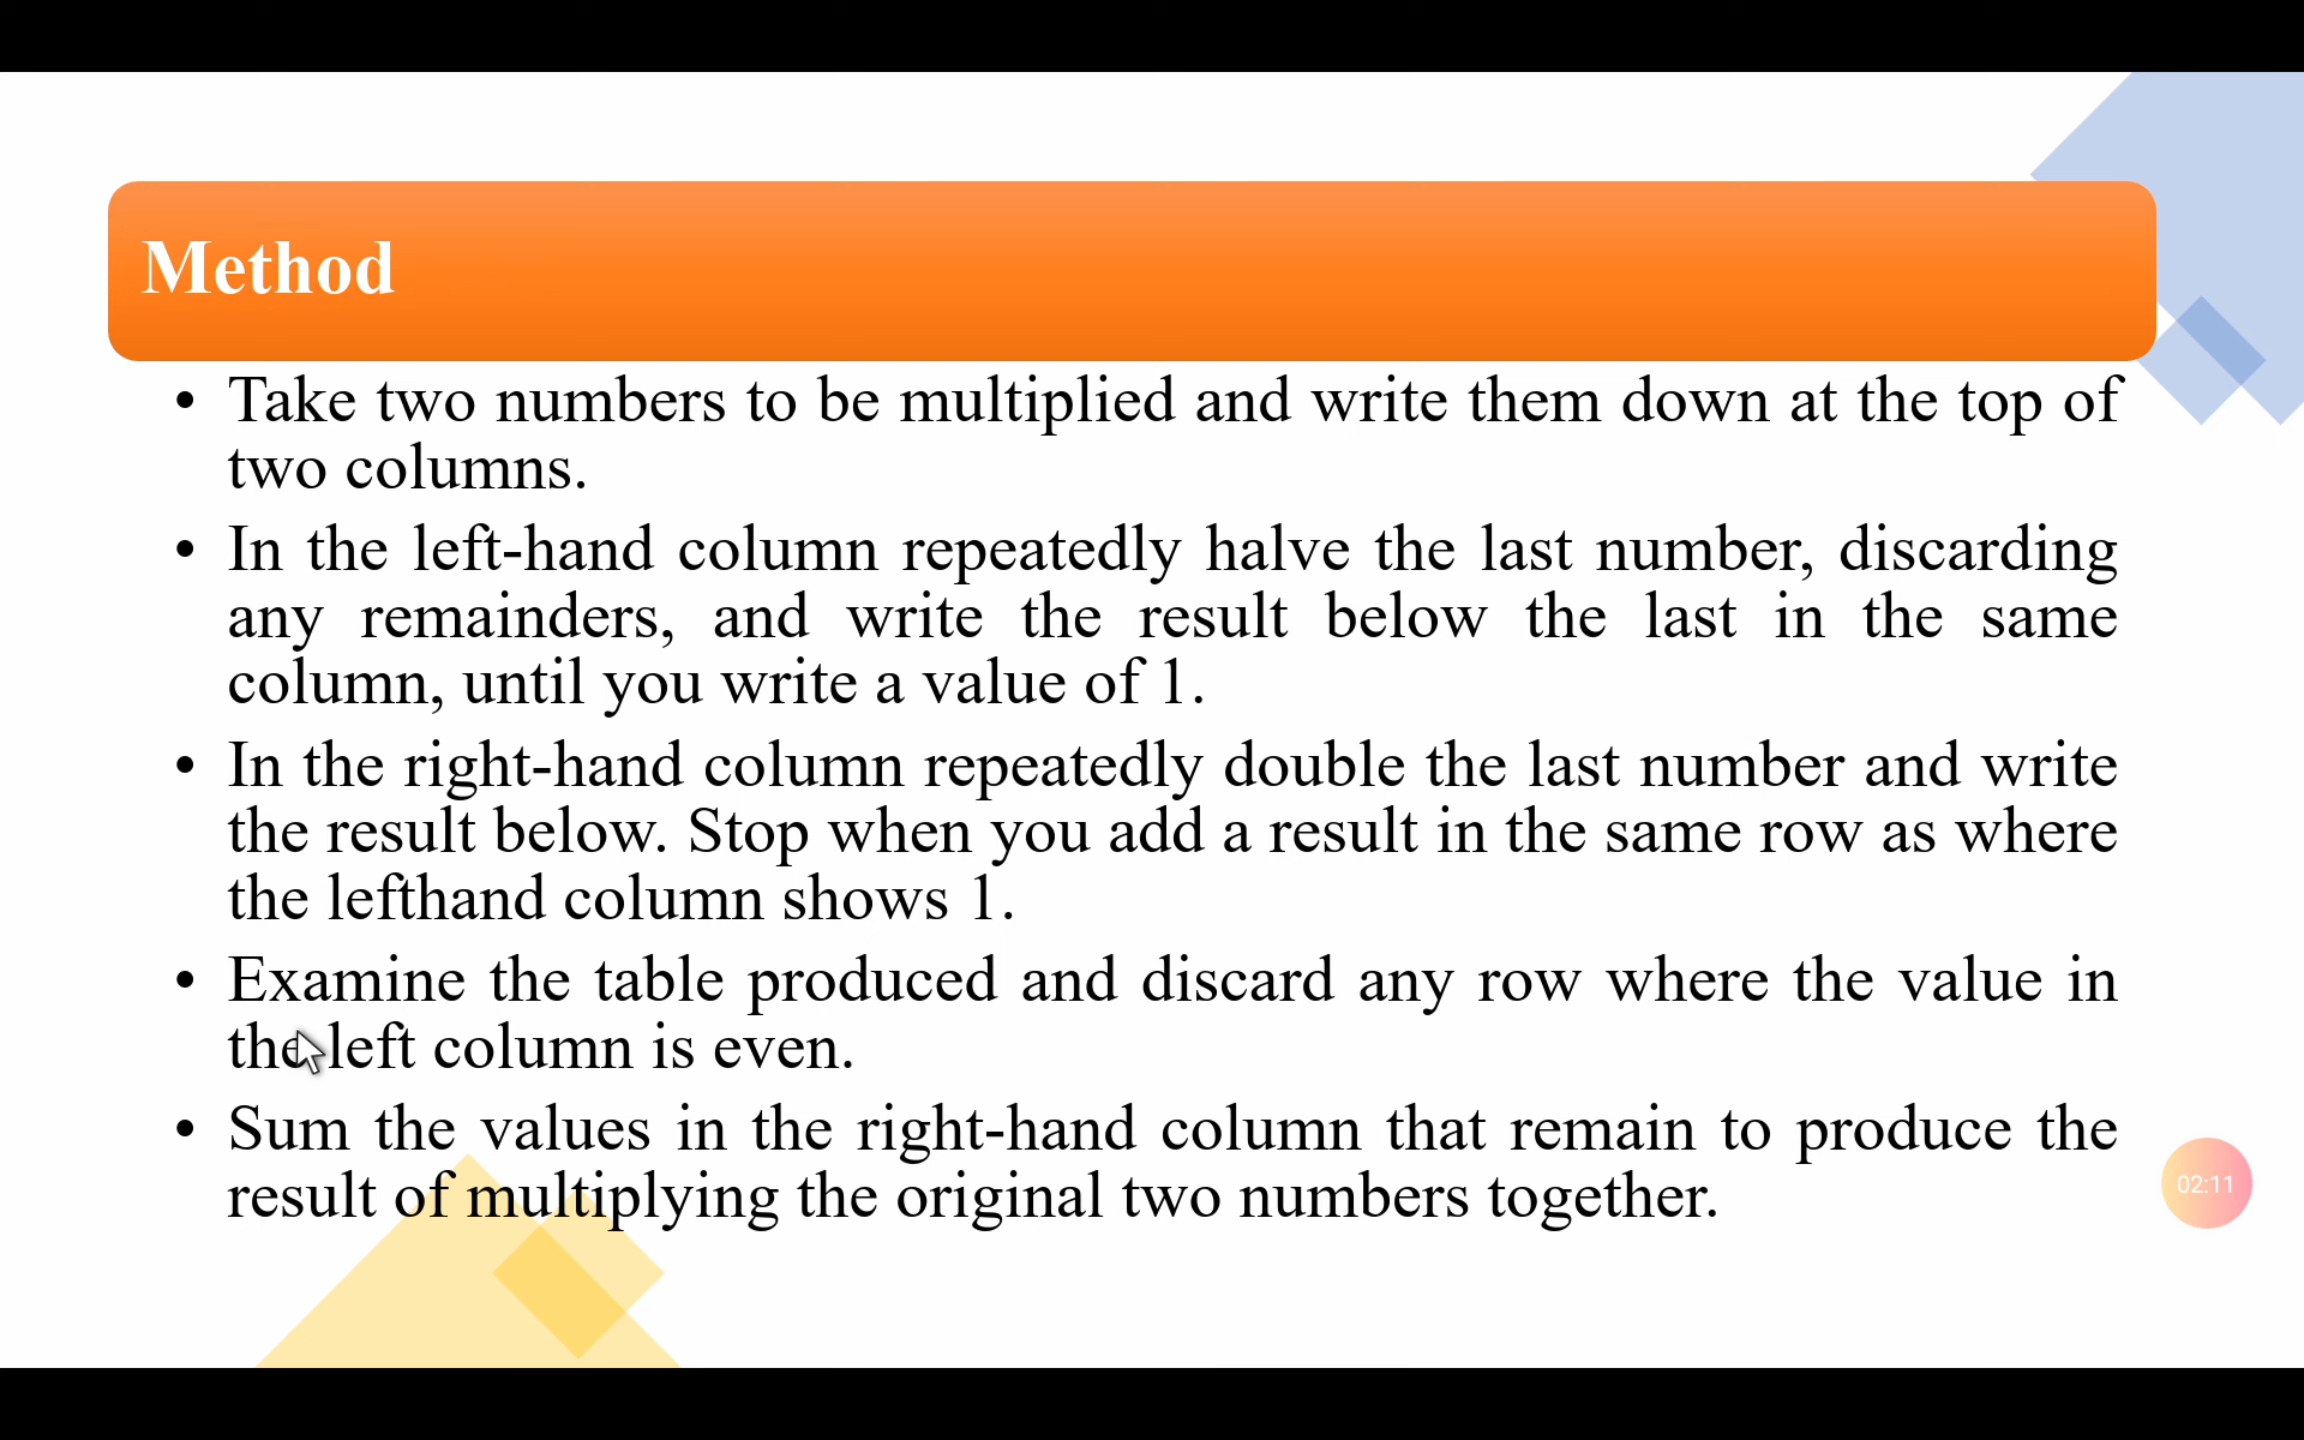 Method
• Take two numbers to be multiplied and write them down at the top of
two columns.
• In the left-hand column repeatedly halve the last number, discarding
any remainders, and write the result below the last in the same
column, until you write a value of 1.
• In the right-hand column repeatedly double the last number and write
the result below. Stop when you add a result in the same row as where
the lefthand column shows 1.
• Examine the table produced and discard any row where the value in
the left column is even.
• Sum the values in the right-hand column that remain to produce the
result of multiplying the original two numbers together.
02:11